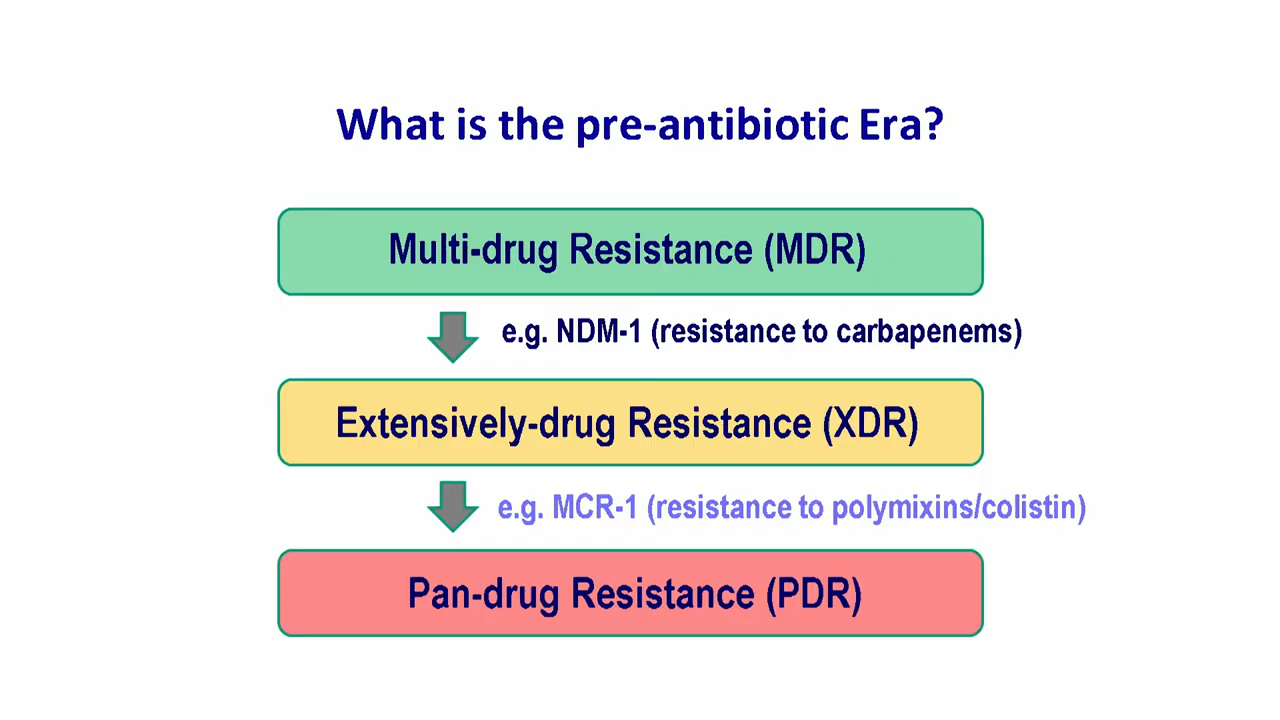 What is the pre-antibiotic Era?
Multi-drug Resistance (MDR)
e.g. NDM-1 (resistance to carbapenems)
Extensively-drug Resistance (XDR)
e.g. MCR-1 (resistance to polymixins/colistin)
Pan-drug Resistance (PDR)